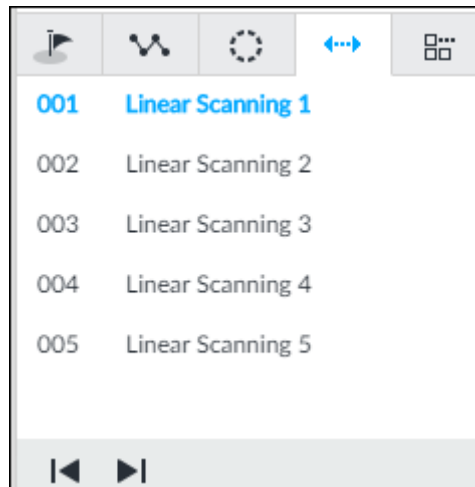 001 Linear Scanning 1
002 Linear Scanning 2
003 Linear Scanning 3
004 Linear Scanning 4
005 Linear Scanning 5